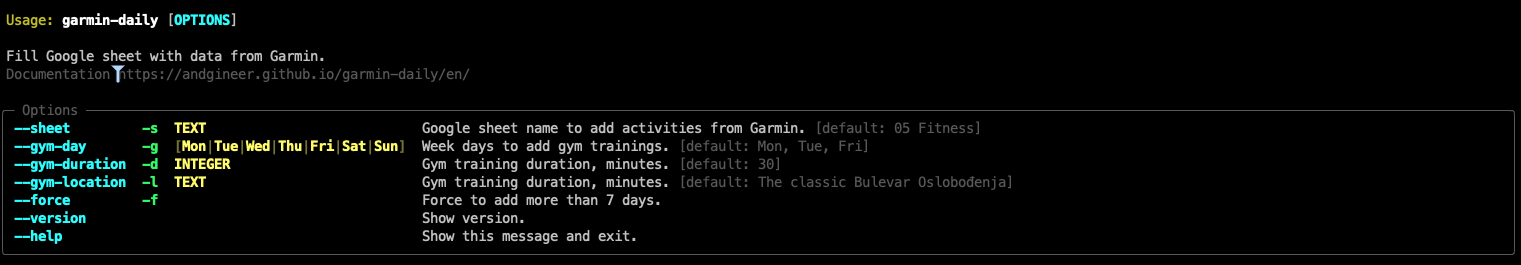 Usage: garmin-daily [OPTIONS]
Fill Google sheet with data from Garmin.
Documentation https://andgineer.github.io/garmin-daily/en/
Options
--sheet -s TEXT Google sheet name to add activities from Garmin. [default: 05 Fitness]
--gym-day -g [Mon|Tue|Wed|Thu|Fri|Sat|Sun] Week days to add gym trainings. [default: Mon, Tue, Fri]
--gym-duration -d INTEGER Gym training duration, minutes. [default: 30]
--gym-location -l TEXT Gym training duration, minutes. [default: The classic Bulevar Oslobođenja]
--force -f Force to add more than 7 days.
--version Show version.
--help Show this message and exit.